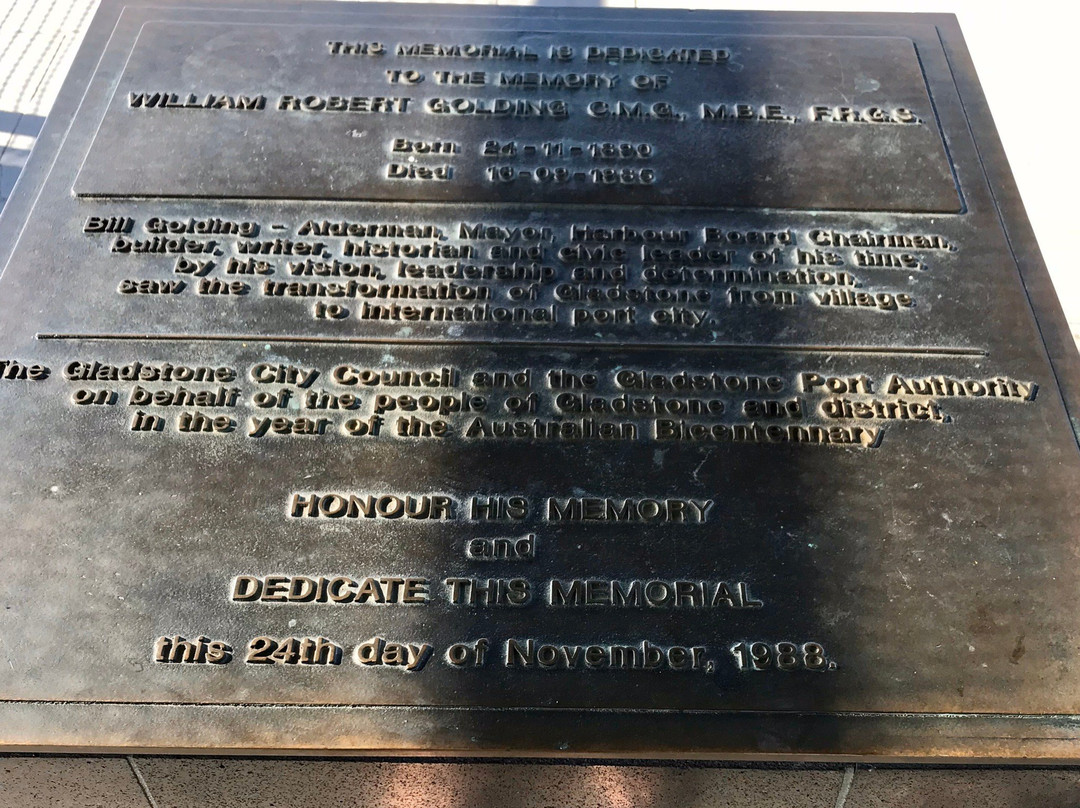 THIS MEMORIAL IS DEDICATED
TO THE MEMORY OF
WILLIAM ROBERT GOLDING C.M.G., M.B.E., F.R.G.S.
Born 24-11-1890
Died
Bill Golding - Alderman, Mayor, Harbour Board Chairman,
builder, writer, historian and civic leader of his time,
by his vision, leadership and determination,
saw the transformation of Gladstone from village
to international port city.
The Gladstone City Council and the Gladstone Port Authority
on behalf of the people of Gladstone and district,
in the year of the Australian Bicentennary
HONOUR HIS MEMORY
and
DEDICATE THIS MEMORIAL
this 24th day of November, 1988.